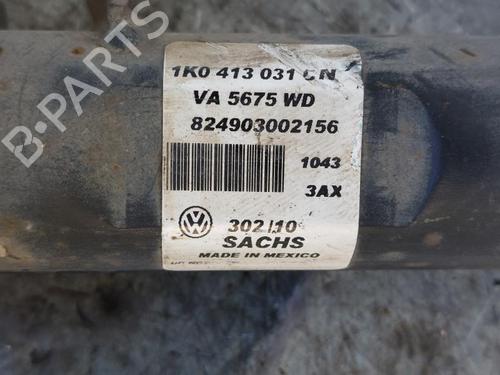 1K0 413 031 CN
VA 5675 WD
824903002156
1043
3AX
302/10
SACHS
MADE IN MEXICO
B-PARTS